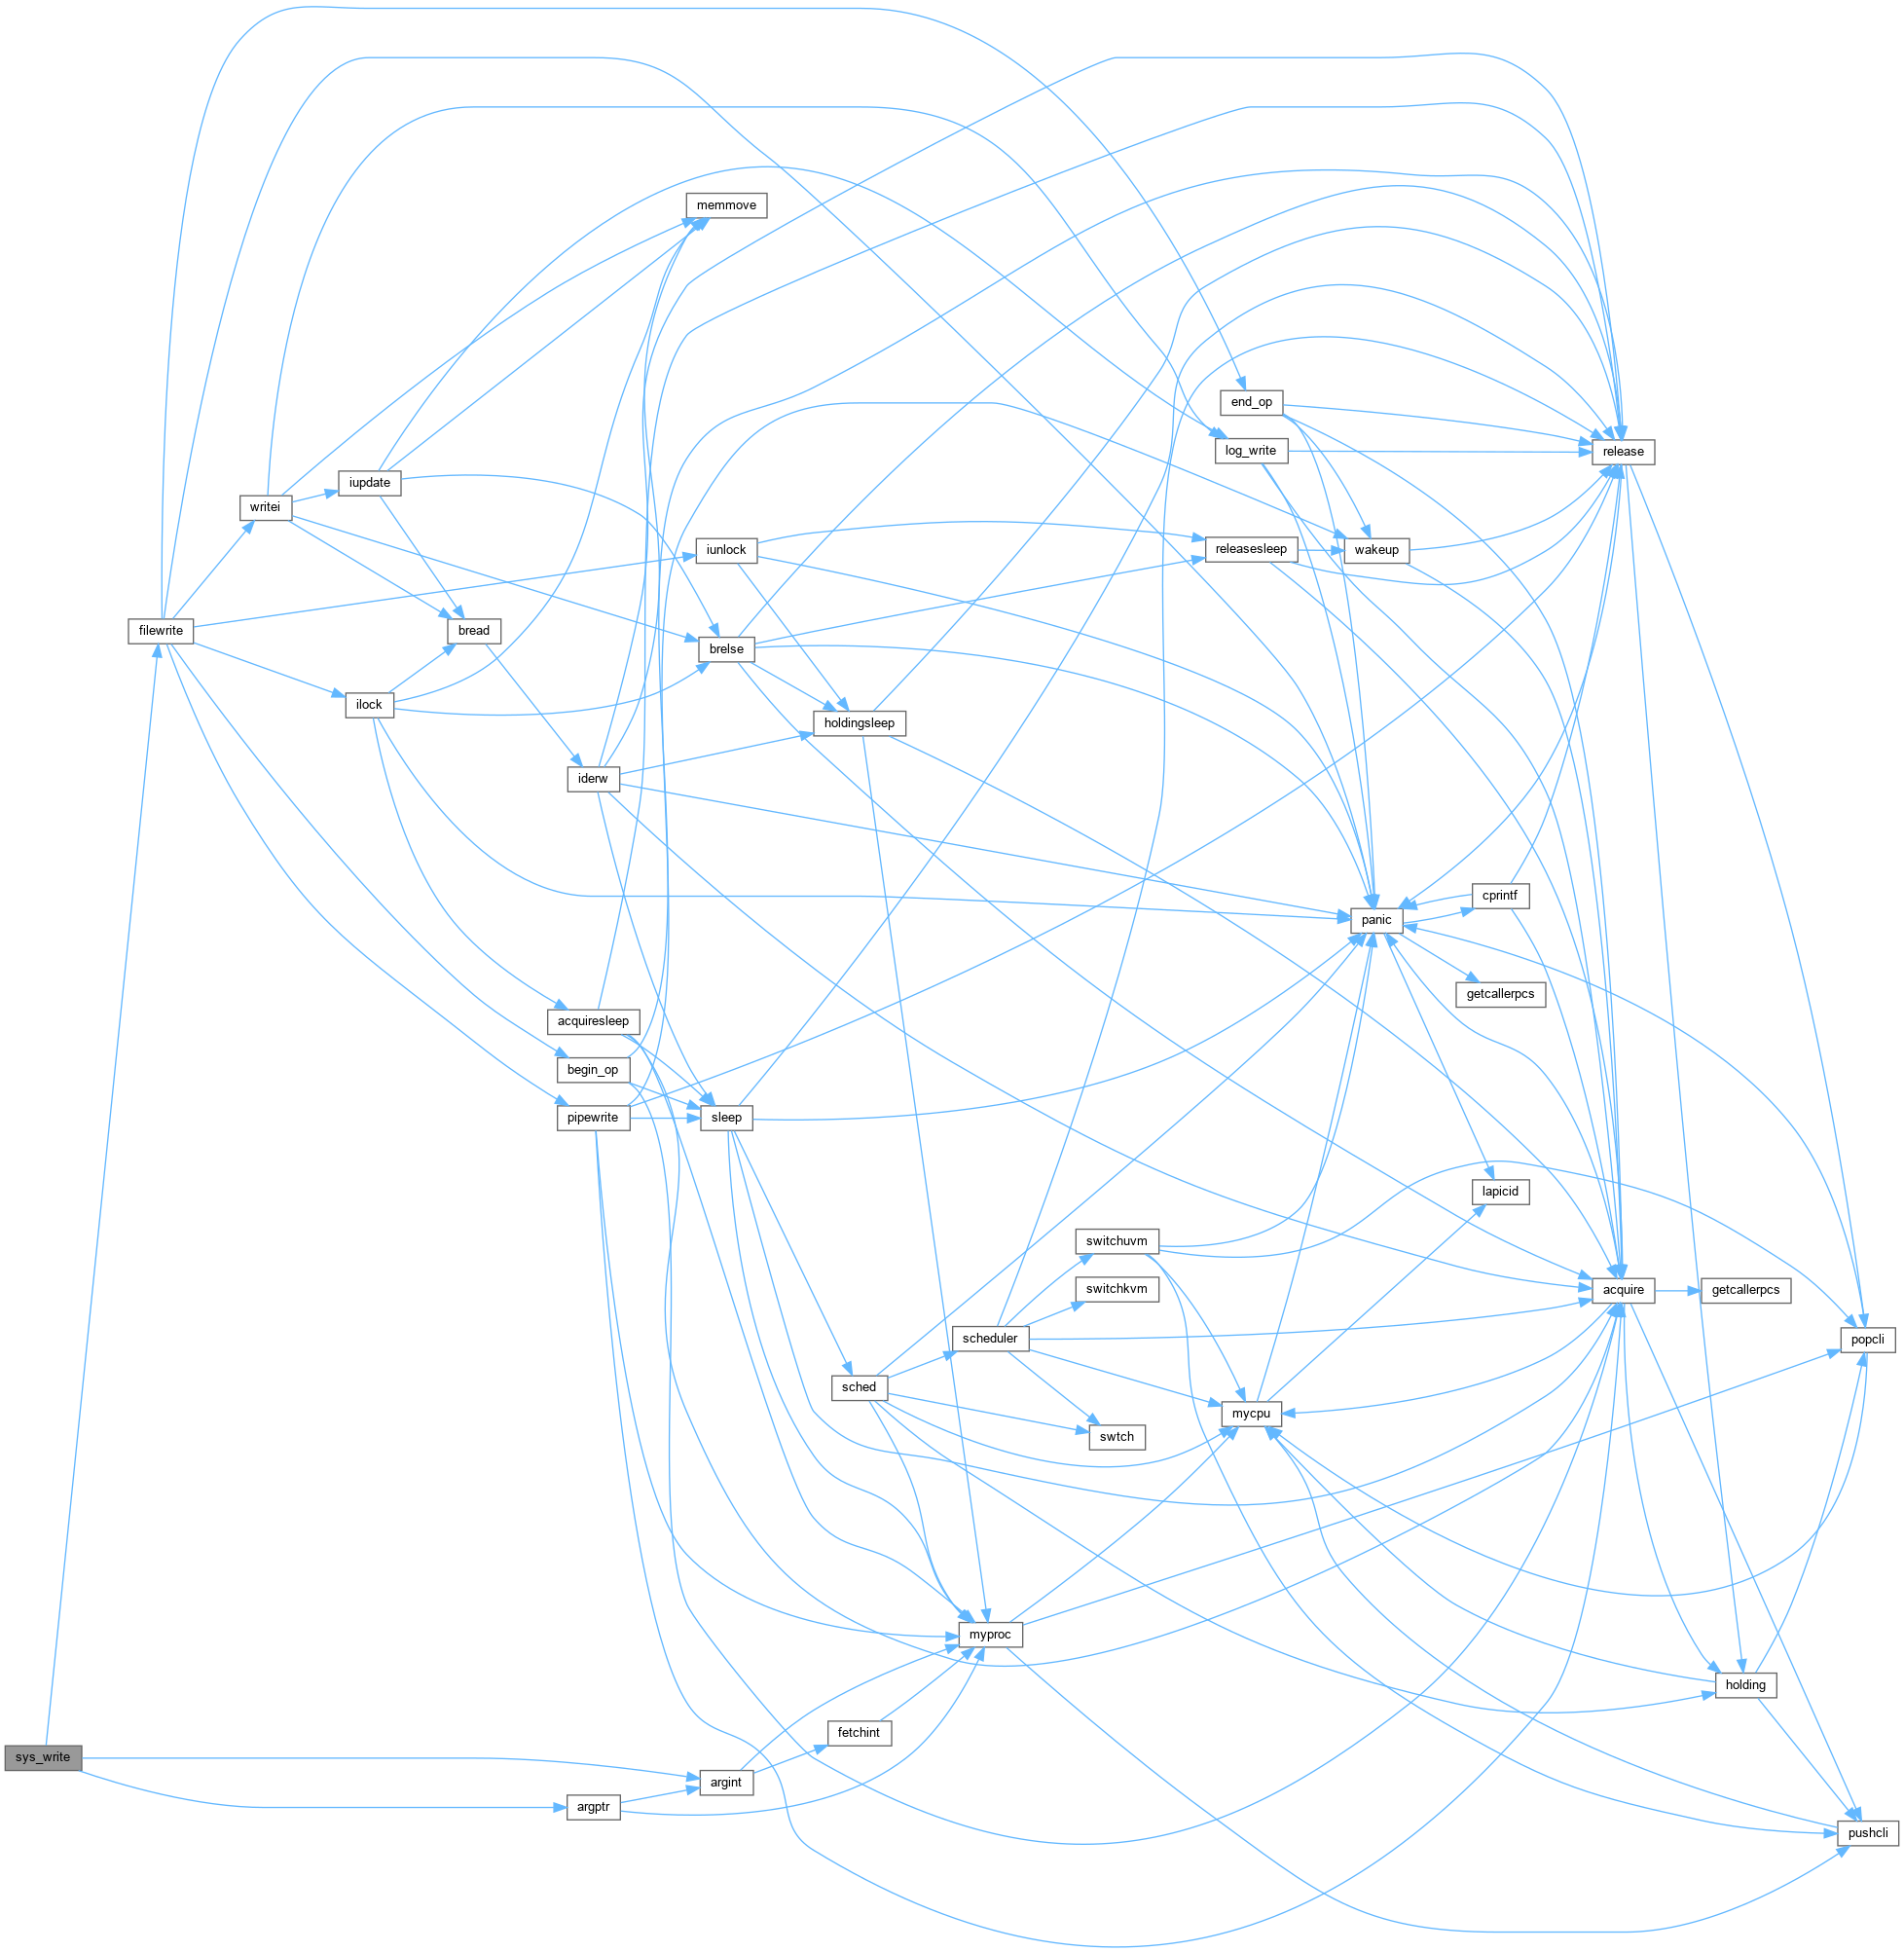 memmove
end_op
log_write
release
iupdate
writei
iunlock
releasesleep
wakeup
filewrite
bread
brelse
ilock
holdingsleep
iderw
cprintf
panic
getcallerpcs
acquiresleep
begin_op
pipewrite
sleep
lapicid
switchuvm
switchkvm
acquire
getcallerpcs
scheduler
popcli
sched
mycpu
swtch
myproc
holding
fetchint
sys_write
argint
argptr
pushcli